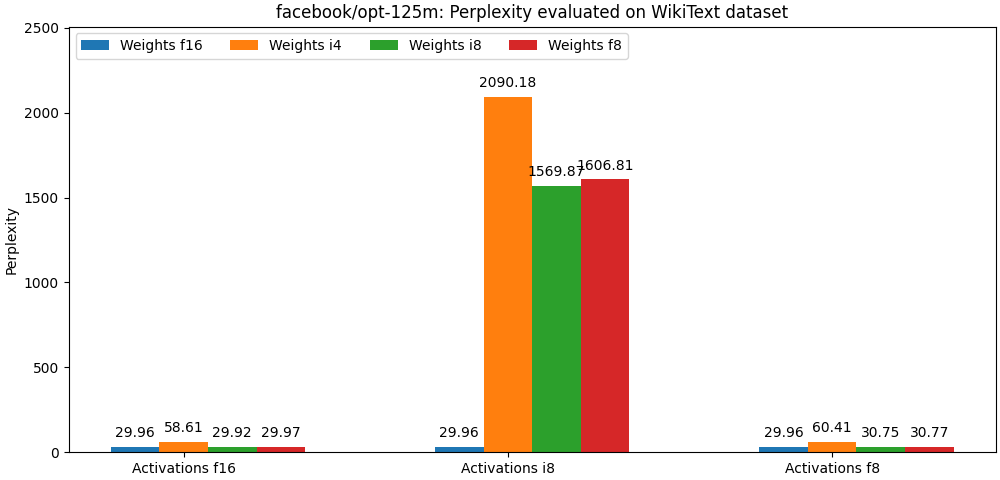 facebook/opt-125m: Perplexity evaluated on WikiText dataset
Weights f16 Weights i4 Weights i8 Weights f8
Perplexity
2500
2000
1500
1000
500
0
29.96 58.61 29.92 29.97
29.96 2090.18 1569.87 1606.81
29.96 60.41 30.75 30.77
Activations f16 Activations i8 Activations f8